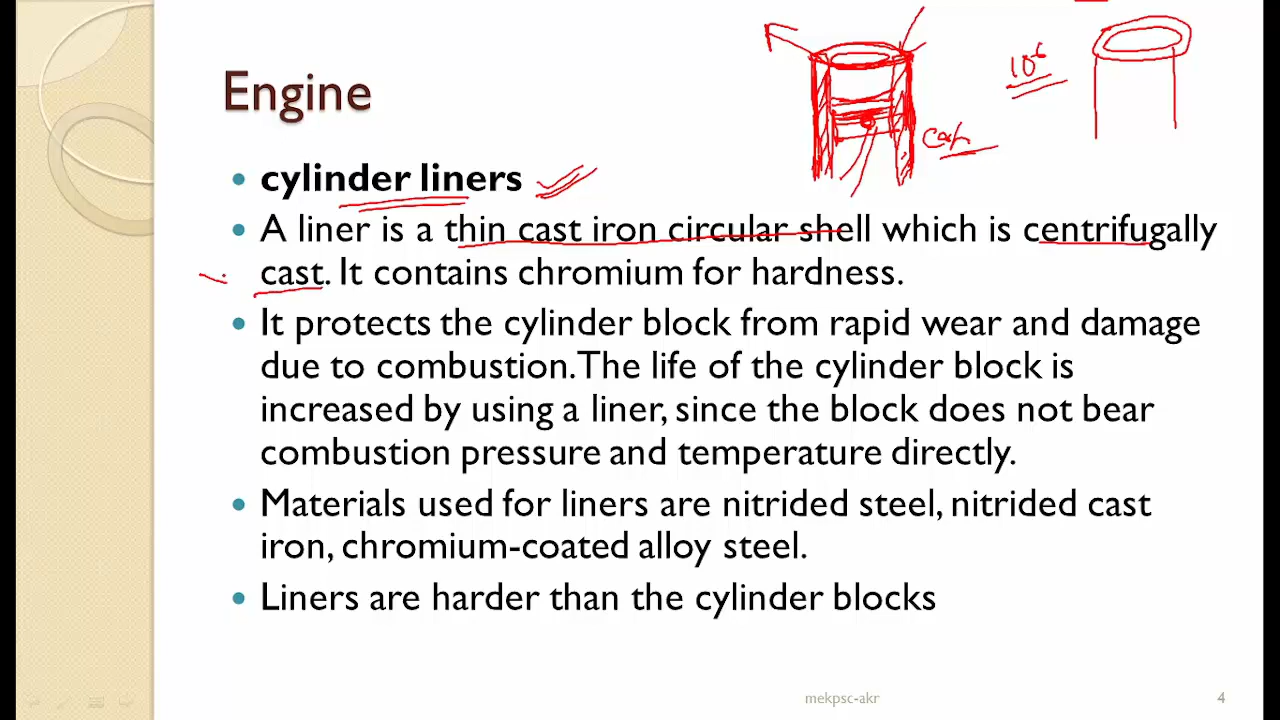 10⁶
Engine
cash
• cylinder liners
• A liner is a thin cast iron circular shell which is centrifugally
cast. It contains chromium for hardness.
• It protects the cylinder block from rapid wear and damage
due to combustion. The life of the cylinder block is
increased by using a liner, since the block does not bear
combustion pressure and temperature directly.
• Materials used for liners are nitrided steel, nitrided cast
iron, chromium-coated alloy steel.
• Liners are harder than the cylinder blocks
mekpsc-akr
4